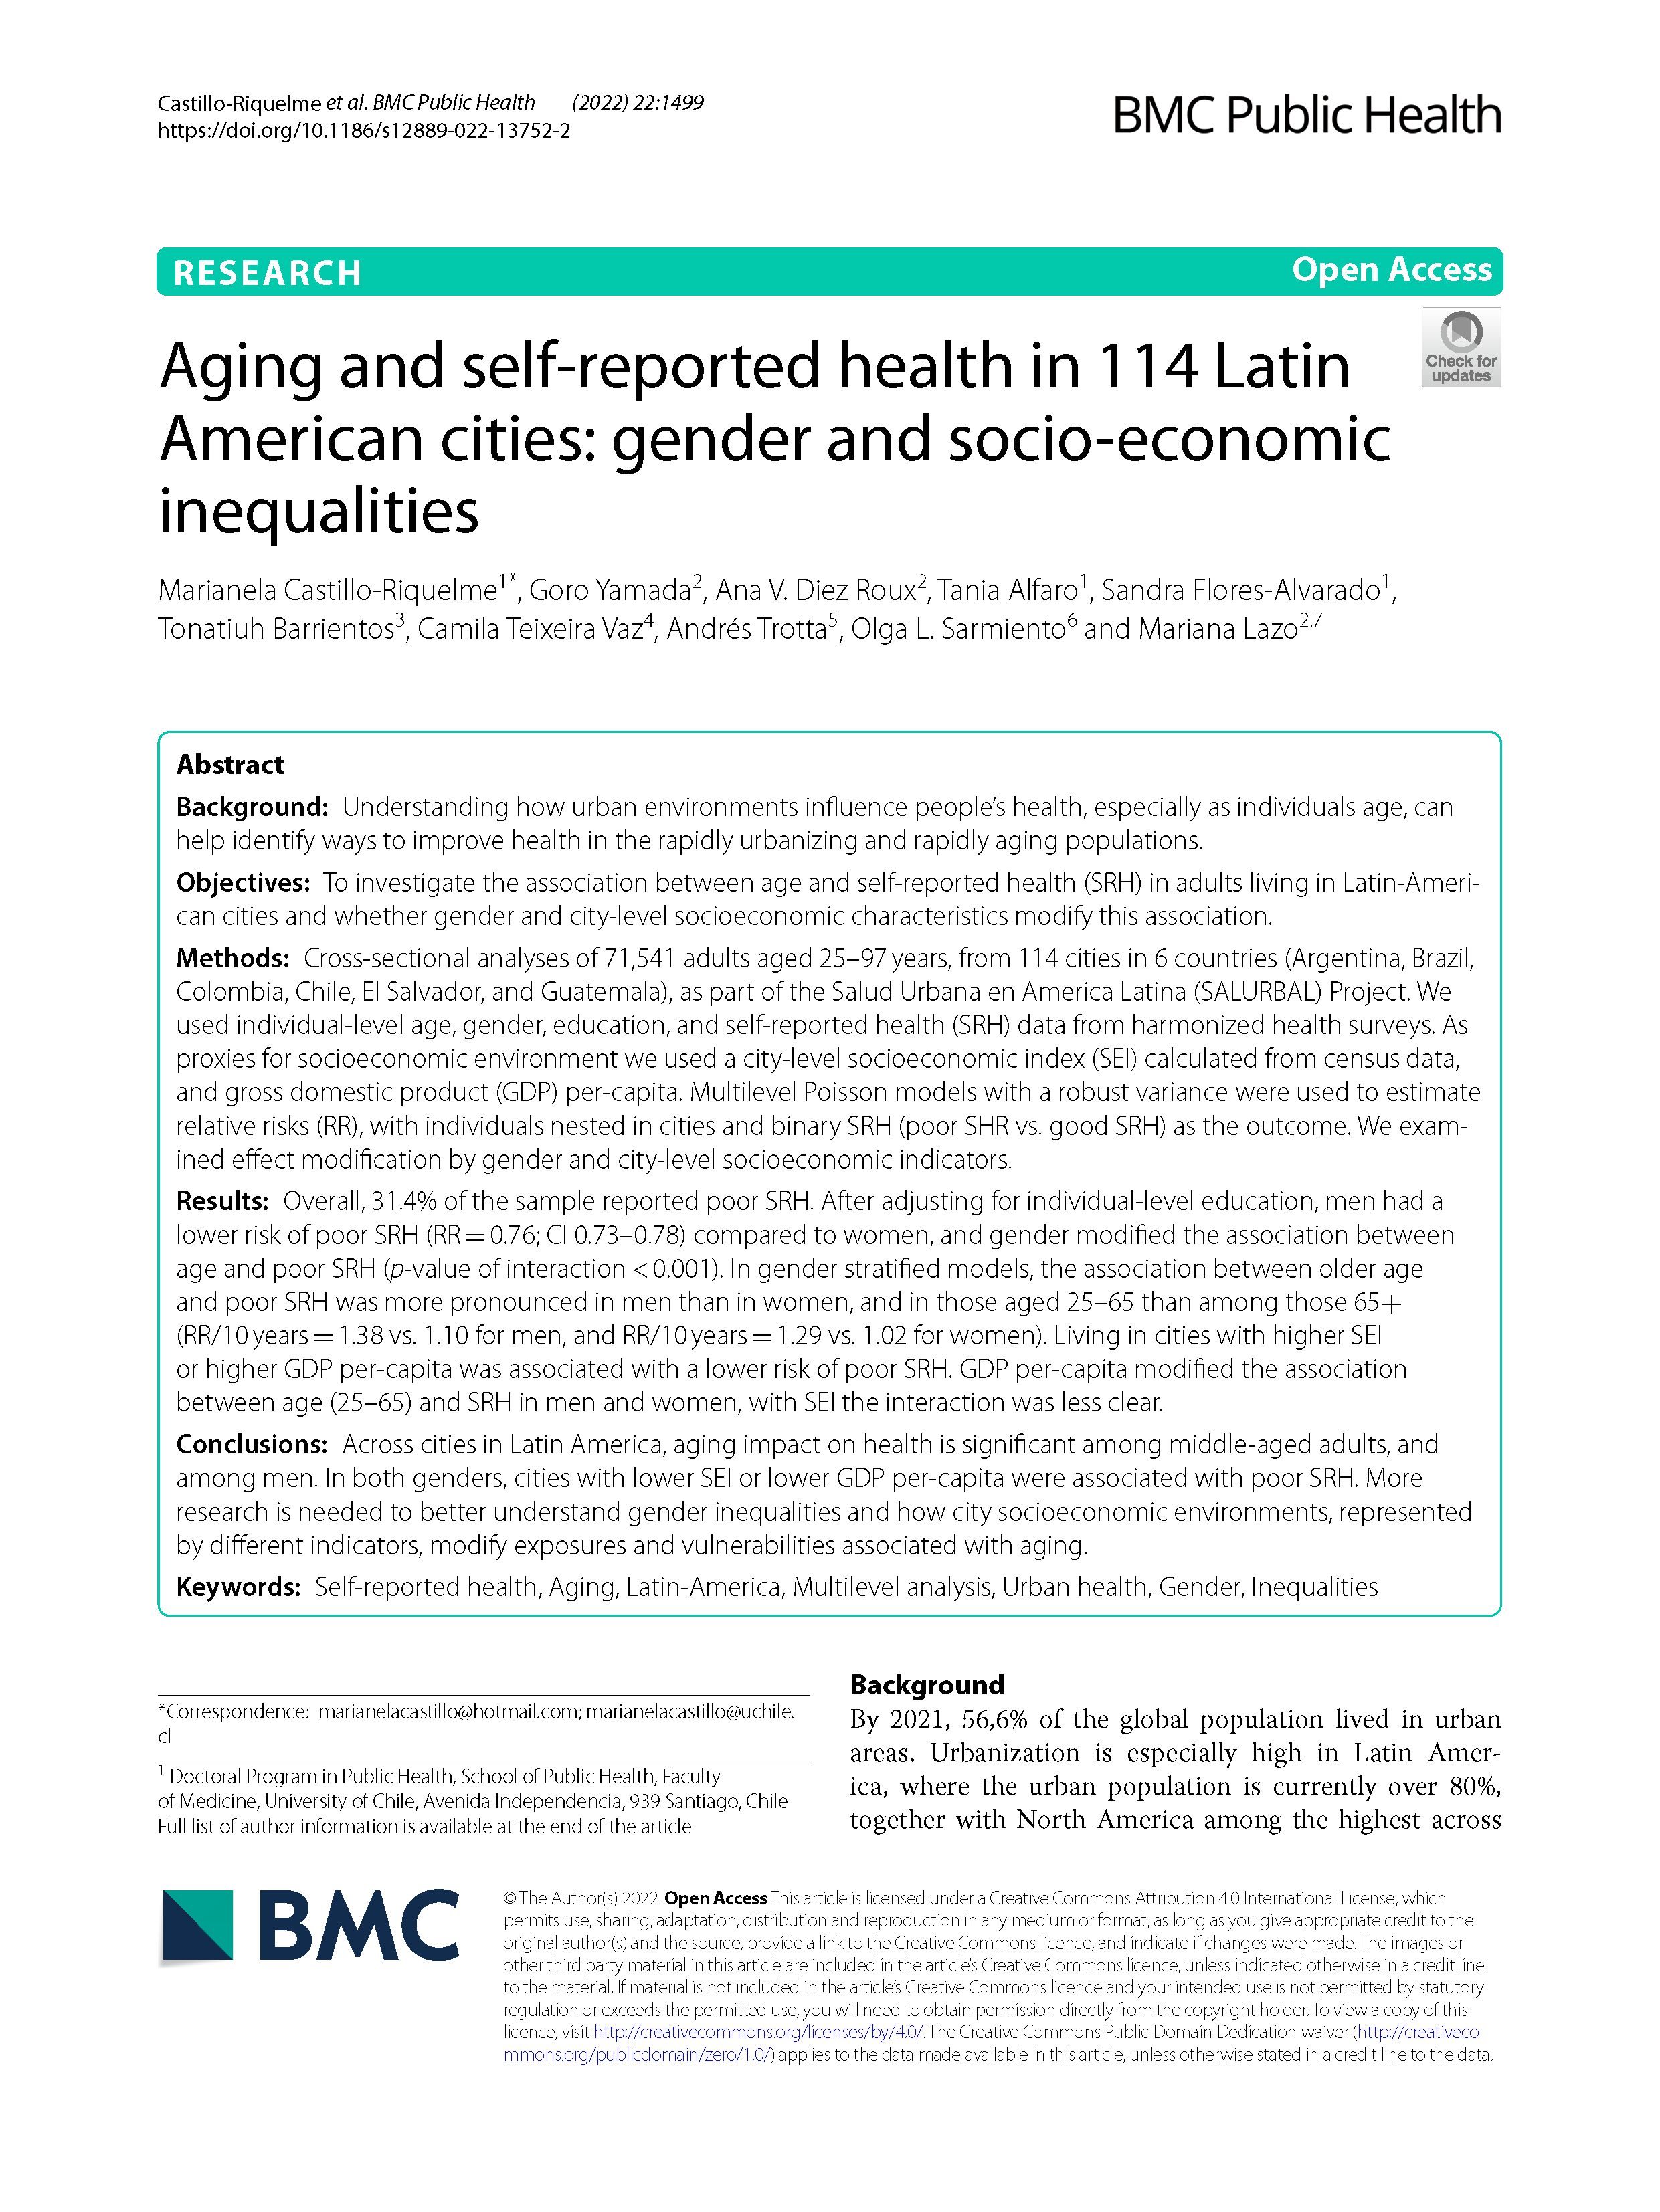 Castillo-Riquelme et al. BMC Public Health (2022) 22:1499
https://doi.org/10.1186/s12889-022-13752-2
BMC Public Health
RESEARCH
Open Access
Check for
updates
Aging and self-reported health in 114 Latin
American cities: gender and socio-economic
inequalities
Marianela Castillo-Riquelme1*, Goro Yamada2, Ana V. Diez Roux2, Tania Alfaro1, Sandra Flores-Alvarado1,
Tonatiuh Barrientos3, Camila Teixeira Vaz4, Andrés Trotta5, Olga L. Sarmiento6 and Mariana Lazo2,7
Abstract
Background: Understanding how urban environments influence people's health, especially as individuals age, can
help identify ways to improve health in the rapidly urbanizing and rapidly aging populations.
Objectives: To investigate the association between age and self-reported health (SRH) in adults living in Latin-Ameri-
can cities and whether gender and city-level socioeconomic characteristics modify this association.
Methods: Cross-sectional analyses of 71,541 adults aged 25–97 years, from 114 cities in 6 countries (Argentina, Brazil,
Colombia, Chile, El Salvador, and Guatemala), as part of the Salud Urbana en America Latina (SALURBAL) Project. We
used individual-level age, gender, education, and self-reported health (SRH) data from harmonized health surveys. As
proxies for socioeconomic environment we used a city-level socioeconomic index (SEI) calculated from census data,
and gross domestic product (GDP) per-capita. Multilevel Poisson models with a robust variance were used to estimate
relative risks (RR), with individuals nested in cities and binary SRH (poor SHR vs. good SRH) as the outcome. We exam-
ined effect modification by gender and city-level socioeconomic indicators.
Results: Overall, 31.4% of the sample reported poor SRH. After adjusting for individual-level education, men had a
lower risk of poor SRH (RR = 0.76; CI 0.73–0.78) compared to women, and gender modified the association between
age and poor SRH (p-value of interaction < 0.001). In gender stratified models, the association between older age
and poor SRH was more pronounced in men than in women, and in those aged 25–65 than among those 65+
(RR/10 years = 1.38 vs. 1.10 for men, and RR/10 years = 1.29 vs. 1.02 for women). Living in cities with higher SEI
or higher GDP per-capita was associated with a lower risk of poor SRH. GDP per-capita modified the association
between age (25–65) and SRH in men and women, with SEI the interaction was less clear.
Conclusions: Across cities in Latin America, aging impact on health is significant among middle-aged adults, and
among men. In both genders, cities with lower SEI or lower GDP per-capita were associated with poor SRH. More
research is needed to better understand gender inequalities and how city socioeconomic environments, represented
by different indicators, modify exposures and vulnerabilities associated with aging.
Keywords: Self-reported health, Aging, Latin-America, Multilevel analysis, Urban health, Gender, Inequalities
*Correspondence: marianelacastillo@hotmail.com; marianelacastillo@uchile.
cl
1 Doctoral Program in Public Health, School of Public Health, Faculty
of Medicine, University of Chile, Avenida Independencia, 939 Santiago, Chile
Full list of author information is available at the end of the article
Background
By 2021, 56,6% of the global population lived in urban
areas. Urbanization is especially high in Latin Amer-
ica, where the urban population is currently over 80%,
together with North America among the highest across
BMC
© The Author(s) 2022. Open Access This article is licensed under a Creative Commons Attribution 4.0 International License, which
permits use, sharing, adaptation, distribution and reproduction in any medium or format, as long as you give appropriate credit to the
original author(s) and the source, provide a link to the Creative Commons licence, and indicate if changes were made. The images or
other third party material in this article are included in the article's Creative Commons licence, unless indicated otherwise in a credit line
to the material. If material is not included in the article's Creative Commons licence and your intended use is not permitted by statutory
regulation or exceeds the permitted use, you will need to obtain permission directly from the copyright holder. To view a copy of this
licence, visit http://creativecommons.org/licenses/by/4.0/. The Creative Commons Public Domain Dedication waiver (http://creativeco
mmons.org/publicdomain/zero/1.0/) applies to the data made available in this article, unless otherwise stated in a credit line to the data.